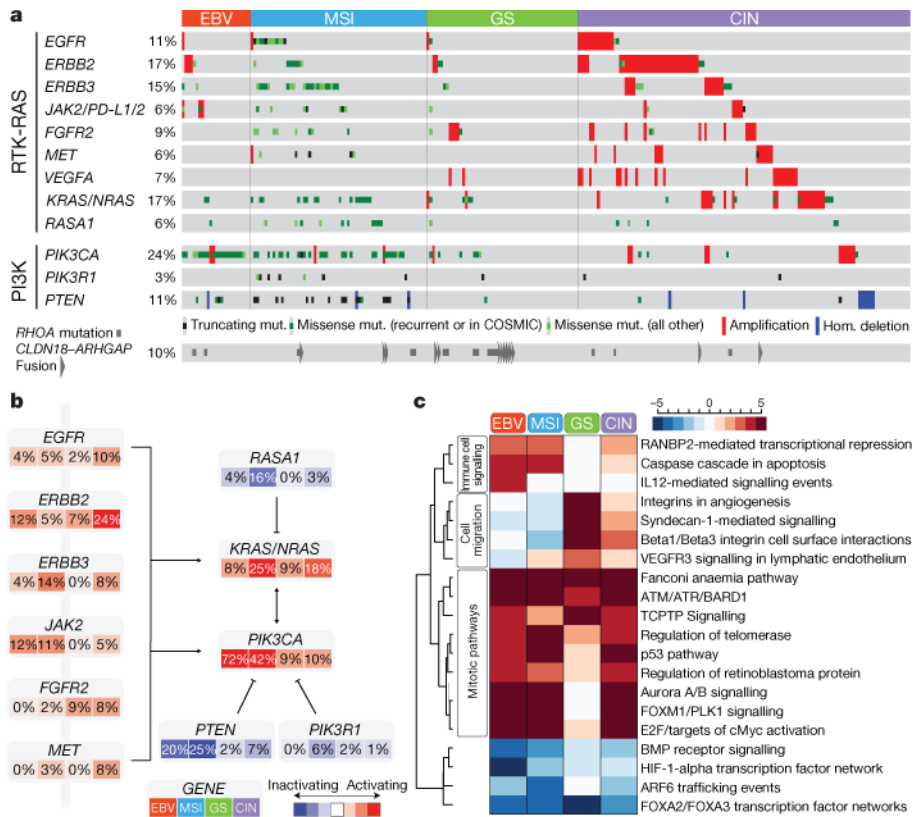 a
EBV MSI GS CIN
RTK–RAS
EGFR 11%
ERBB2 17%
ERBB3 15%
JAK2/PD-L1/2 6%
FGFR2 9%
MET 6%
VEGFA 7%
KRAS/NRAS 17%
RASA1 6%
PI3K
PIK3CA 24%
PIK3R1 3%
PTEN 11%
Truncating mut. Missense mut. (recurrent or in COSMIC) Missense mut. (all other) Amplification Hom. deletion
RHOA mutation
CLDN18–ARHGAP 10%
Fusion
b
EGFR
4% 5% 2% 10%
ERBB2
12% 5% 7% 24%
ERBB3
4% 14% 0% 8%
JAK2
12% 11% 0% 5%
FGFR2
0% 2% 9% 8%
MET
0% 3% 0% 8%
RASA1
4% 16% 0% 3%
KRAS/NRAS
8% 25% 9% 18%
PIK3CA
72% 42% 9% 10%
PTEN
20% 25% 2% 7%
PIK3R1
0% 6% 2% 1%
GENE
EBV MSI GS CIN
Inactivating Activating
c
–5 0 5
EBV MSI GS CIN
Immune cell
signalling
RANBP2-mediated transcriptional repression
Caspase cascade in apoptosis
IL12-mediated signalling events
Cell
migration
Integrins in angiogenesis
Syndecan-1-mediated signalling
Beta1/Beta3 integrin cell surface interactions
VEGFR3 signalling in lymphatic endothelium
Mitotic pathways
Fanconi anaemia pathway
ATM/ATR/BARD1
TCPTP Signalling
Regulation of telomerase
p53 pathway
Regulation of retinoblastoma protein
Aurora A/B signalling
FOXM1/PLK1 signalling
E2F/targets of cMyc activation
BMP receptor signalling
HIF-1-alpha transcription factor network
ARF6 trafficking events
FOXA2/FOXA3 transcription factor networks